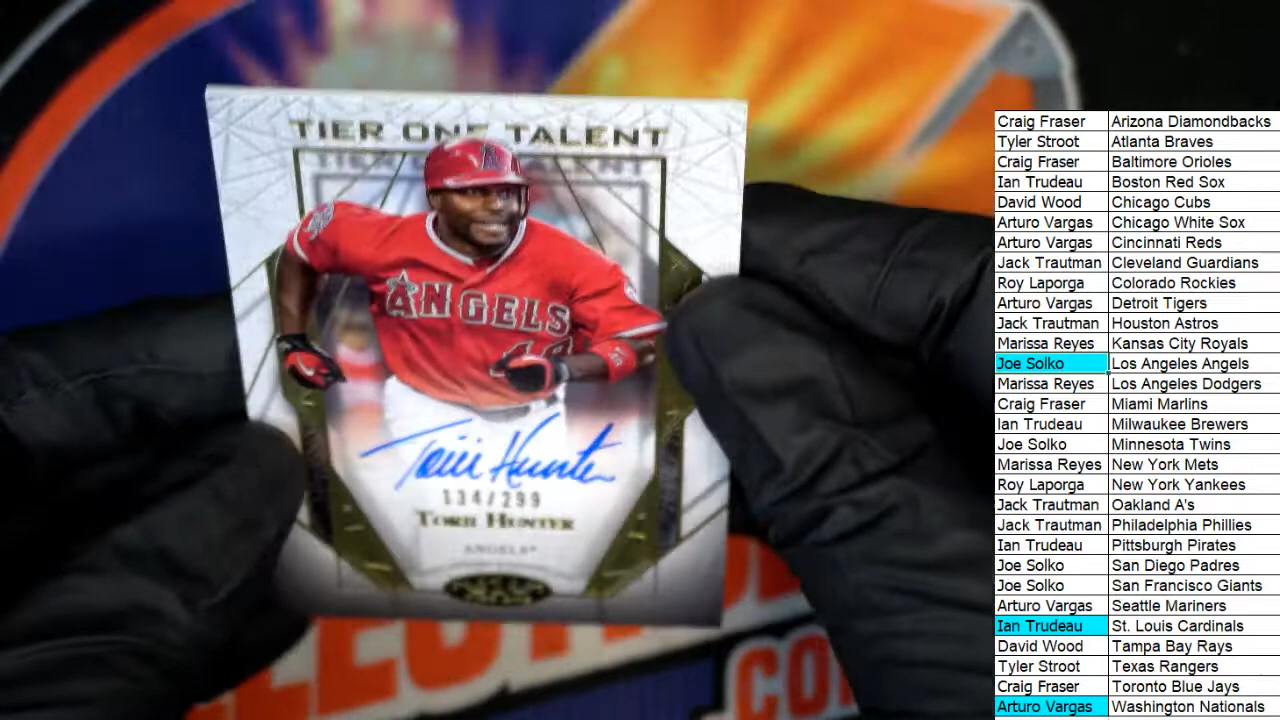 TIER ONE TALENT
ANGELS
Torii Hunter
134/299
TORII HUNTER
ANGELS
Craig Fraser Arizona Diamondbacks
Tyler Stroot Atlanta Braves
Craig Fraser Baltimore Orioles
Ian Trudeau Boston Red Sox
David Wood Chicago Cubs
Arturo Vargas Chicago White Sox
Arturo Vargas Cincinnati Reds
Jack Trautman Cleveland Guardians
Roy Laporga Colorado Rockies
Arturo Vargas Detroit Tigers
Jack Trautman Houston Astros
Marissa Reyes Kansas City Royals
Joe Solko Los Angeles Angels
Marissa Reyes Los Angeles Dodgers
Craig Fraser Miami Marlins
Ian Trudeau Milwaukee Brewers
Joe Solko Minnesota Twins
Marissa Reyes New York Mets
Roy Laporga New York Yankees
Jack Trautman Oakland A's
Jack Trautman Philadelphia Phillies
Ian Trudeau Pittsburgh Pirates
Joe Solko San Diego Padres
Joe Solko San Francisco Giants
Arturo Vargas Seattle Mariners
Ian Trudeau St. Louis Cardinals
David Wood Tampa Bay Rays
Tyler Stroot Texas Rangers
Craig Fraser Toronto Blue Jays
Arturo Vargas Washington Nationals